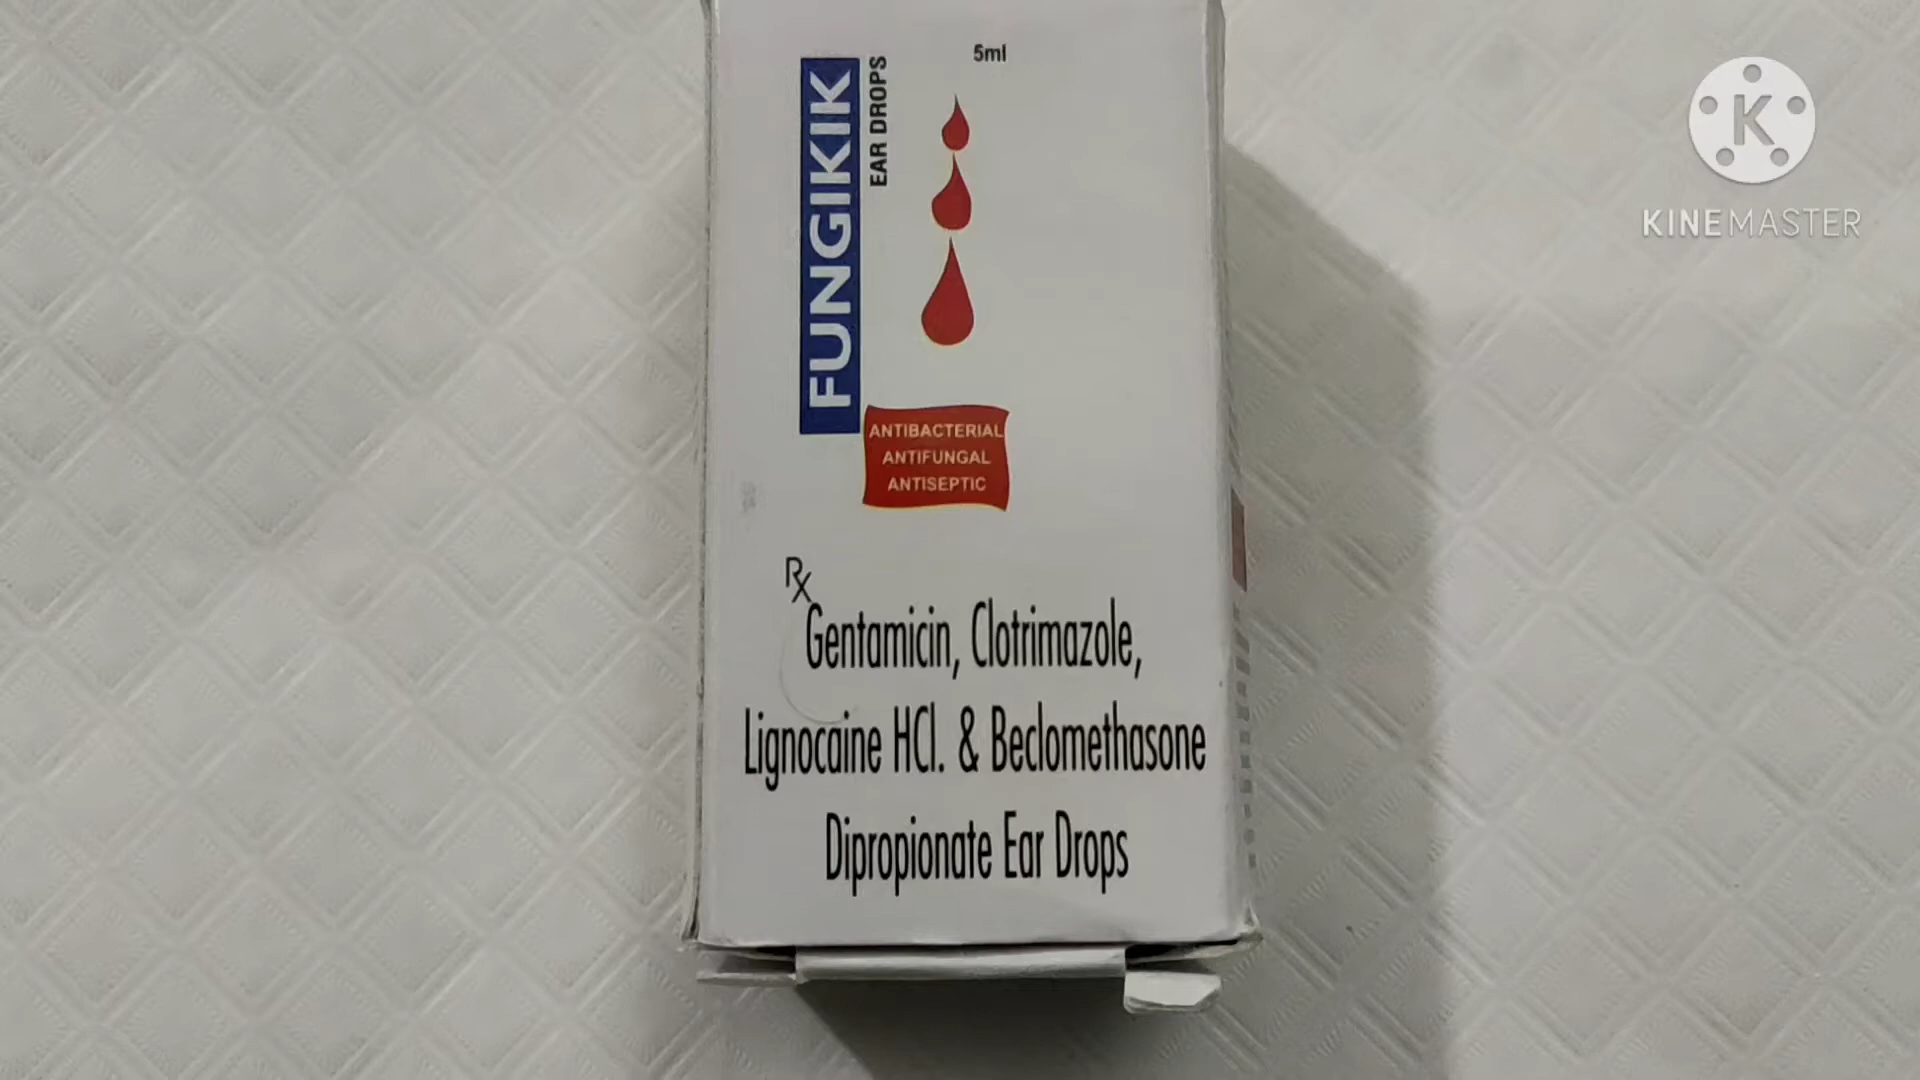 5ml
FUNGIKIK
EAR DROPS
ANTIBACTERIAL
ANTIFUNGAL
ANTISEPTIC
Rx
Gentamicin, Clotrimazole,
Lignocaine HCl. & Beclomethasone
Dipropionate Ear Drops
K
KINEMASTER